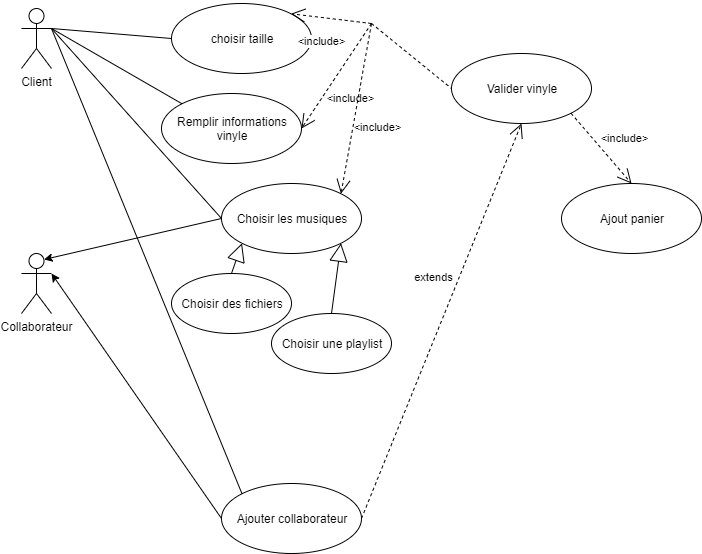 choisir taille
<include>
Client
Valider vinyle
<include>
Remplir informations
vinyle
<include>
<include>
Choisir les musiques
Ajout panier
extends
Choisir des fichiers
Collaborateur
Choisir une playlist
Ajouter collaborateur